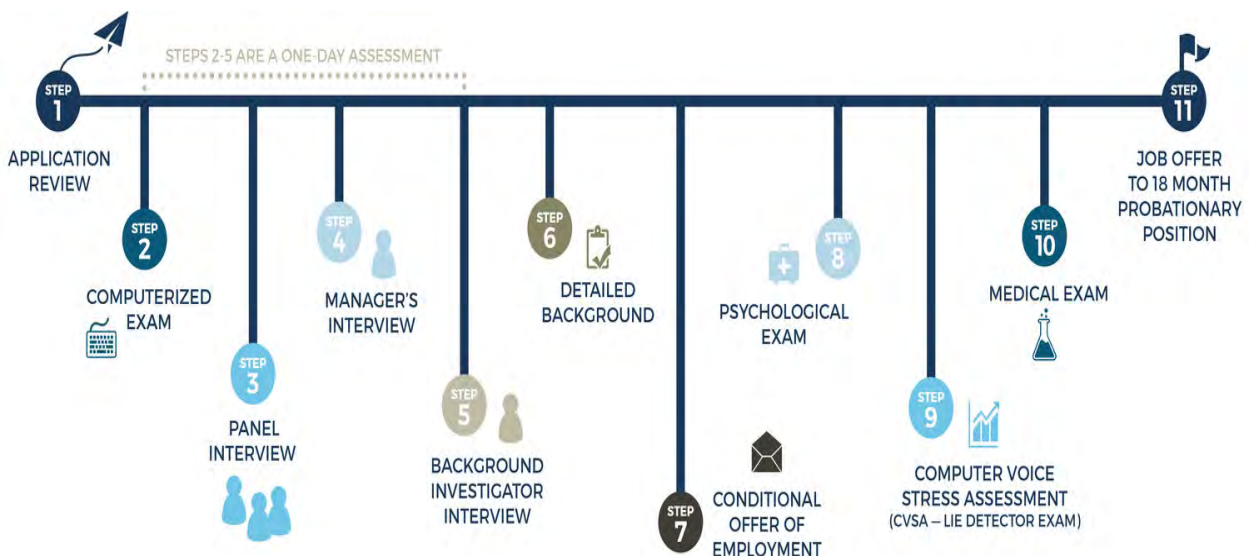 STEPS 2-5 ARE A ONE-DAY ASSESSMENT
STEP
1
APPLICATION
REVIEW
STEP
2
COMPUTERIZED
EXAM
STEP
3
PANEL
INTERVIEW
STEP
4
MANAGER'S
INTERVIEW
STEP
5
BACKGROUND
INVESTIGATOR
INTERVIEW
STEP
6
DETAILED
BACKGROUND
STEP
7
CONDITIONAL
OFFER OF
EMPLOYMENT
STEP
8
PSYCHOLOGICAL
EXAM
STEP
9
COMPUTER VOICE
STRESS ASSESSMENT
(CVSA – LIE DETECTOR EXAM)
STEP
10
MEDICAL EXAM
STEP
11
JOB OFFER
TO 18 MONTH
PROBATIONARY
POSITION